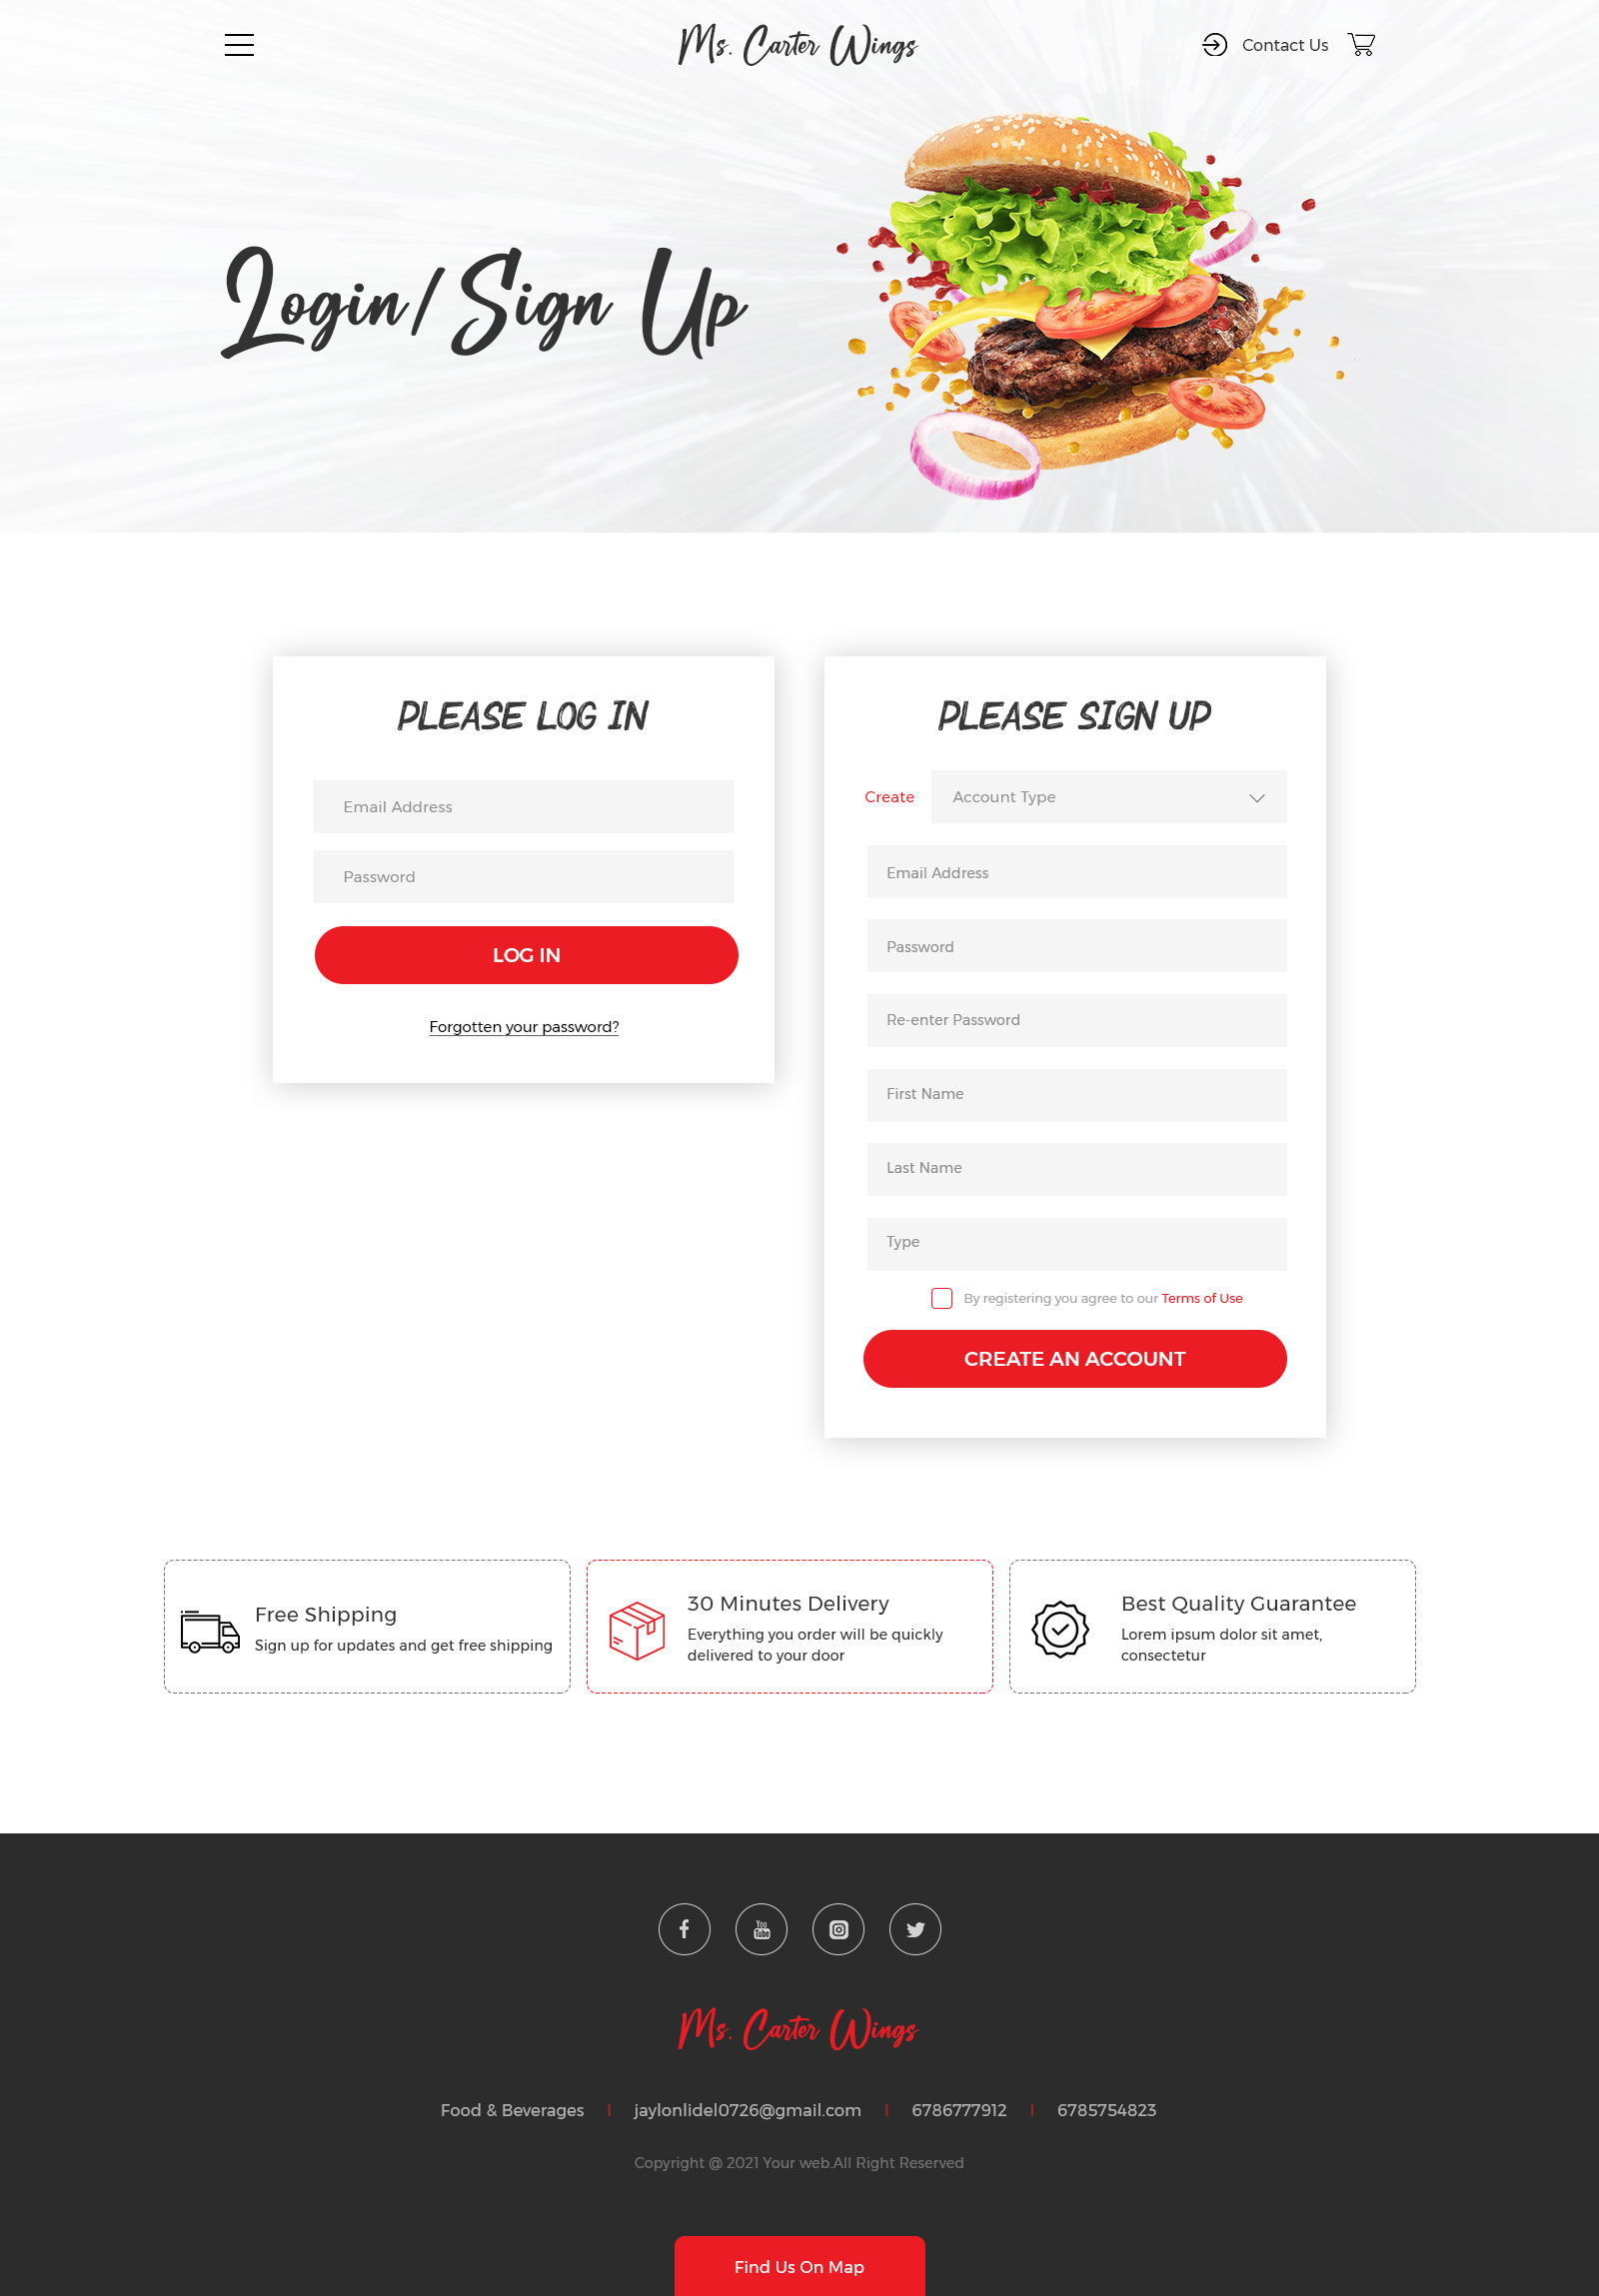 Ms. Carter Wings
Contact Us
Login/Sign Up
PLEASE LOG IN
Email Address
Password
LOG IN
Forgotten your password?
PLEASE SIGN UP
Create
Account Type
Email Address
Password
Re-enter Password
First Name
Last Name
Type
By registering you agree to our Terms of Use
CREATE AN ACCOUNT
Free Shipping
Sign up for updates and get free shipping
30 Minutes Delivery
Everything you order will be quickly
delivered to your door
Best Quality Guarantee
Lorem ipsum dolor sit amet,
consectetur
You
Tube
Ms. Carter Wings
Food & Beverages | jaylonlidel0726@gmail.com | 6786777912 | 6785754823
Copyright @ 2021 Your web.All Right Reserved
Find Us On Map